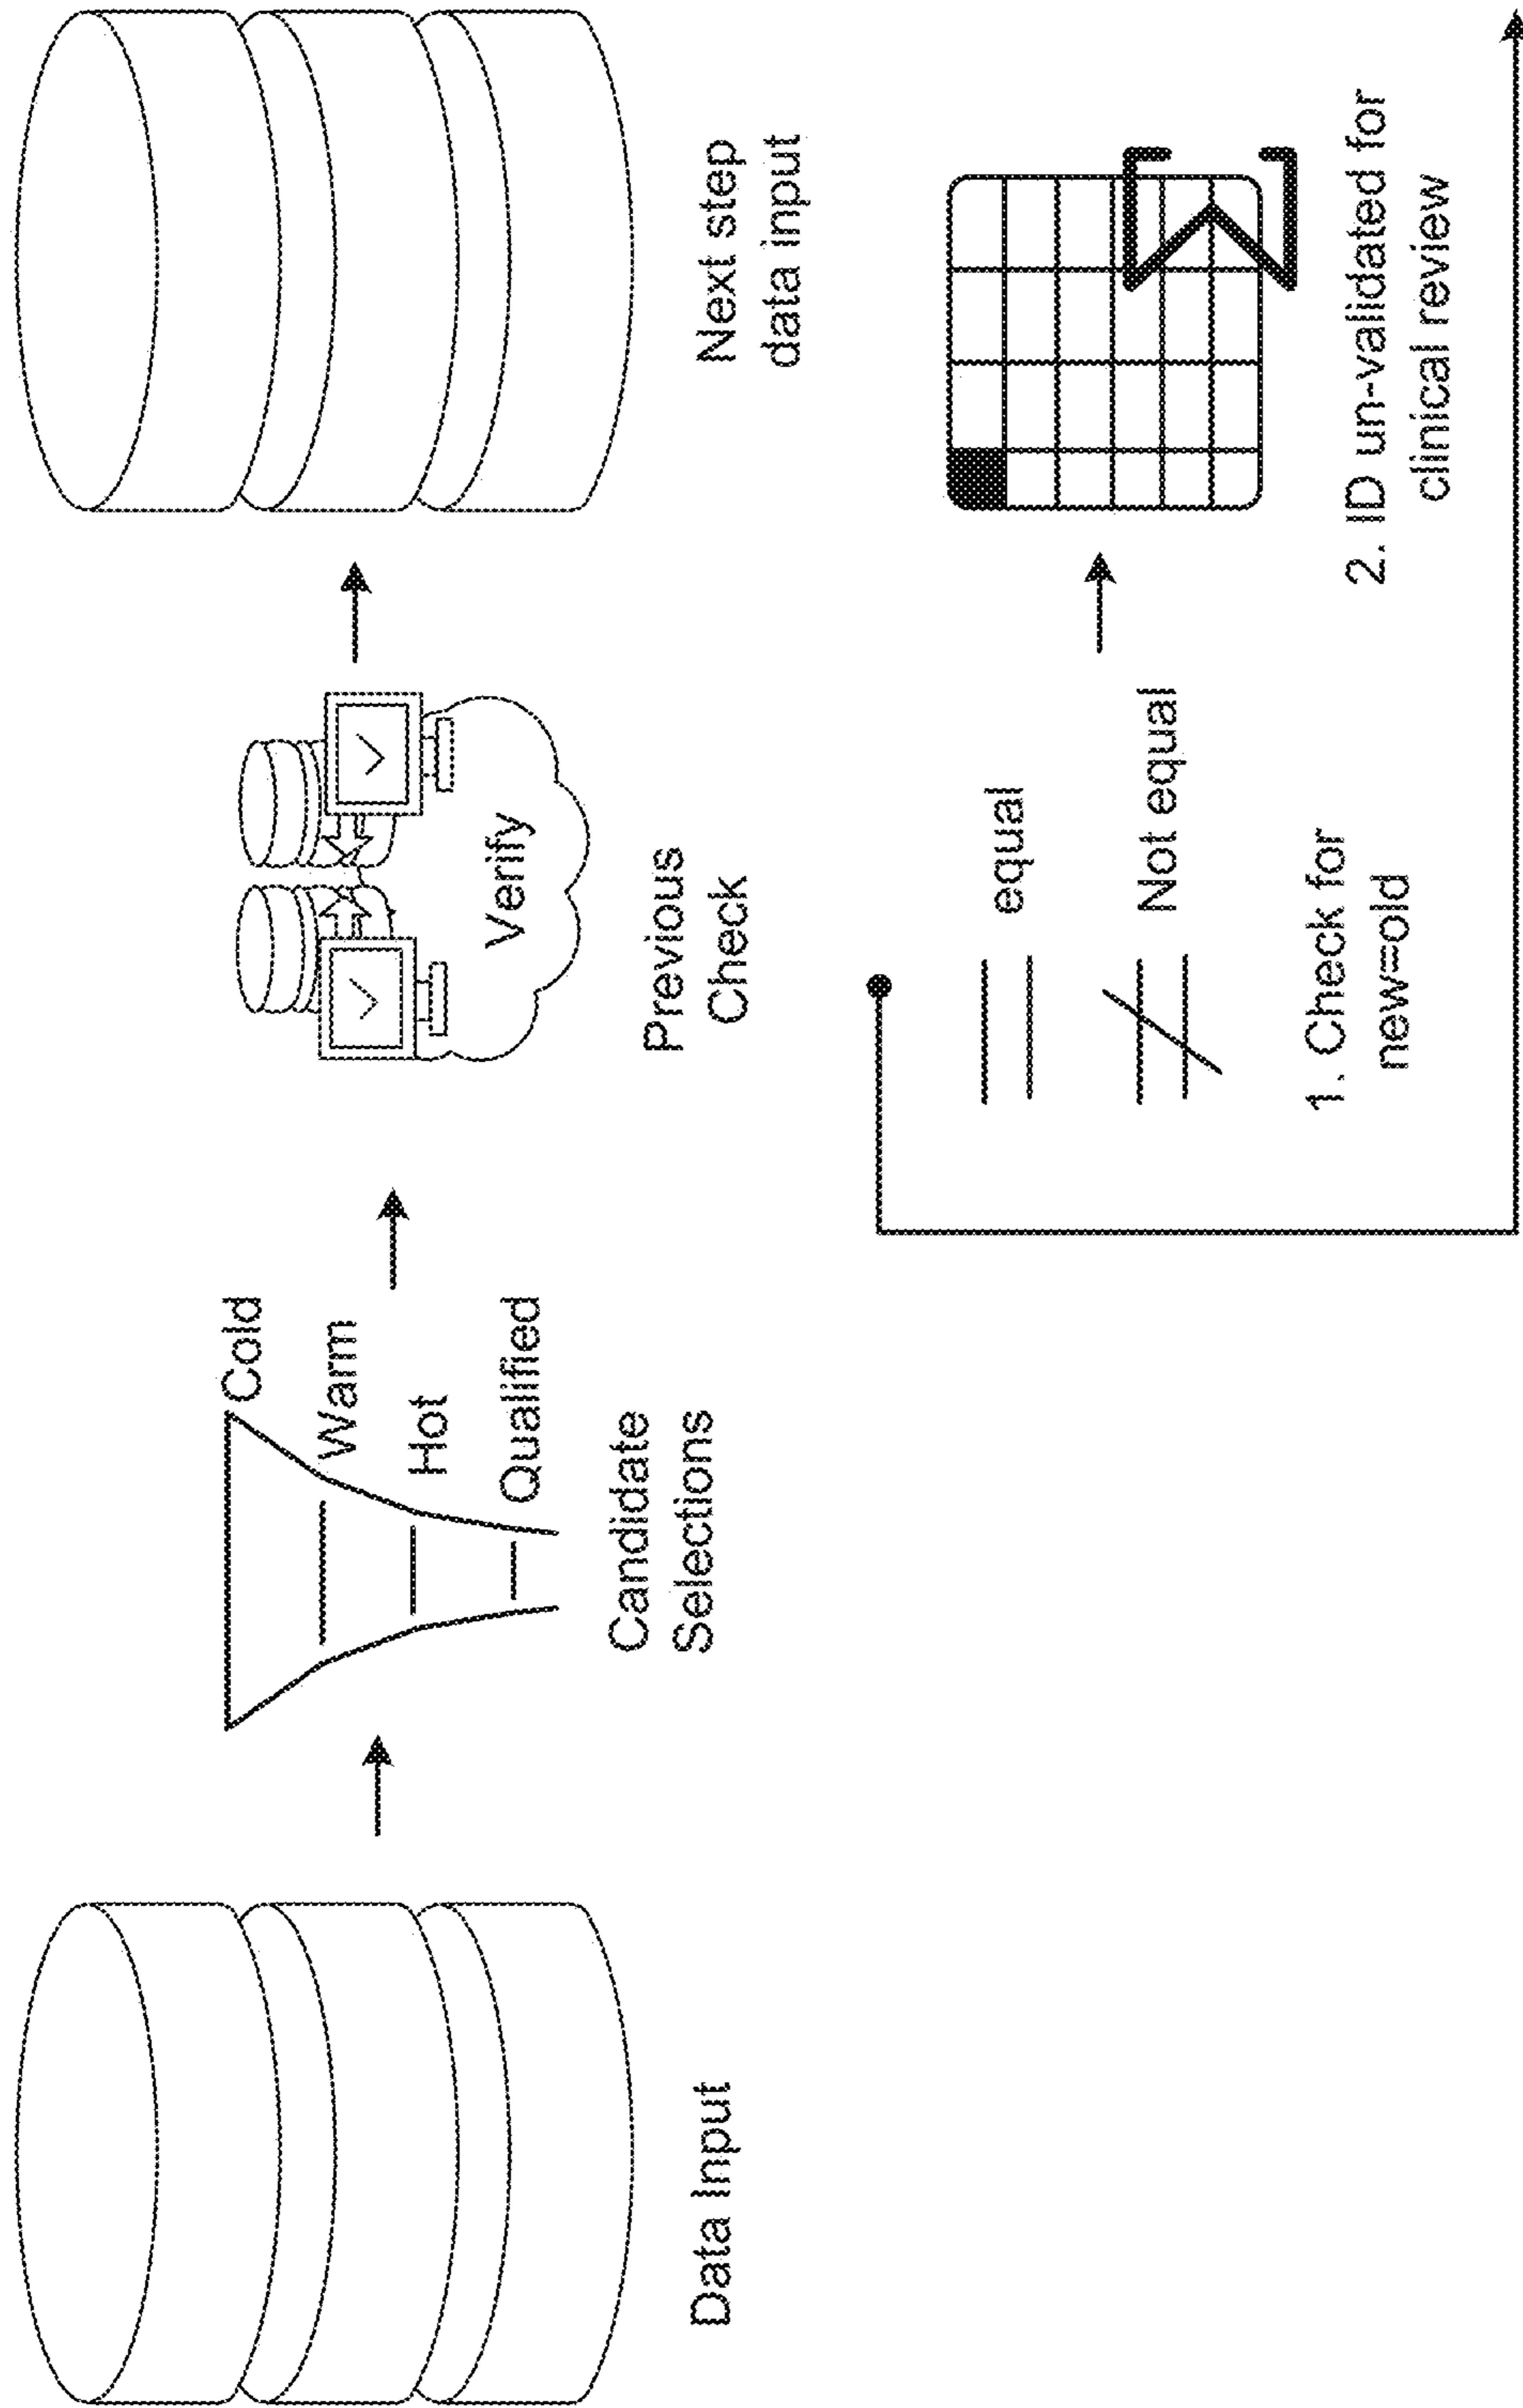 Data Input
Cold
Warm
Hot
Qualified
Candidate
Selections
Verify
Previous
Check
Next step
data input
equal
Not equal
1. Check for
new=old
2. ID un-validated for
clinical review